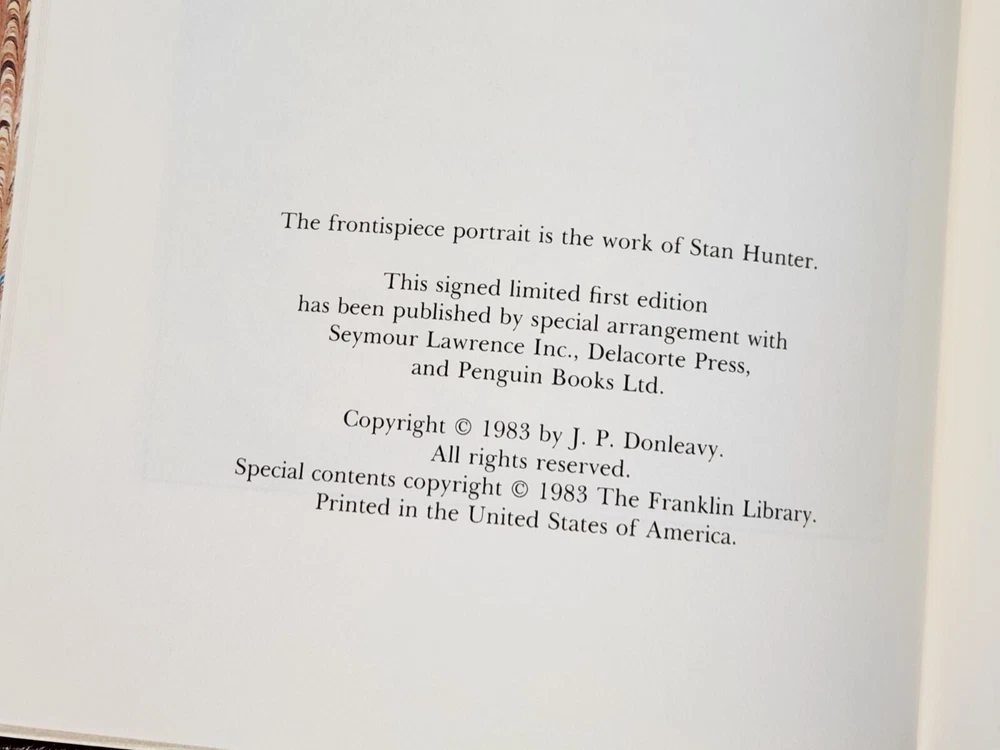 The frontispiece portrait is the work of Stan Hunter.
This signed limited first edition
has been published by special arrangement with
Seymour Lawrence Inc., Delacorte Press,
and Penguin Books Ltd.
Copyright © 1983 by J. P. Donleavy.
All rights reserved.
Special contents copyright © 1983 The Franklin Library.
Printed in the United States of America.